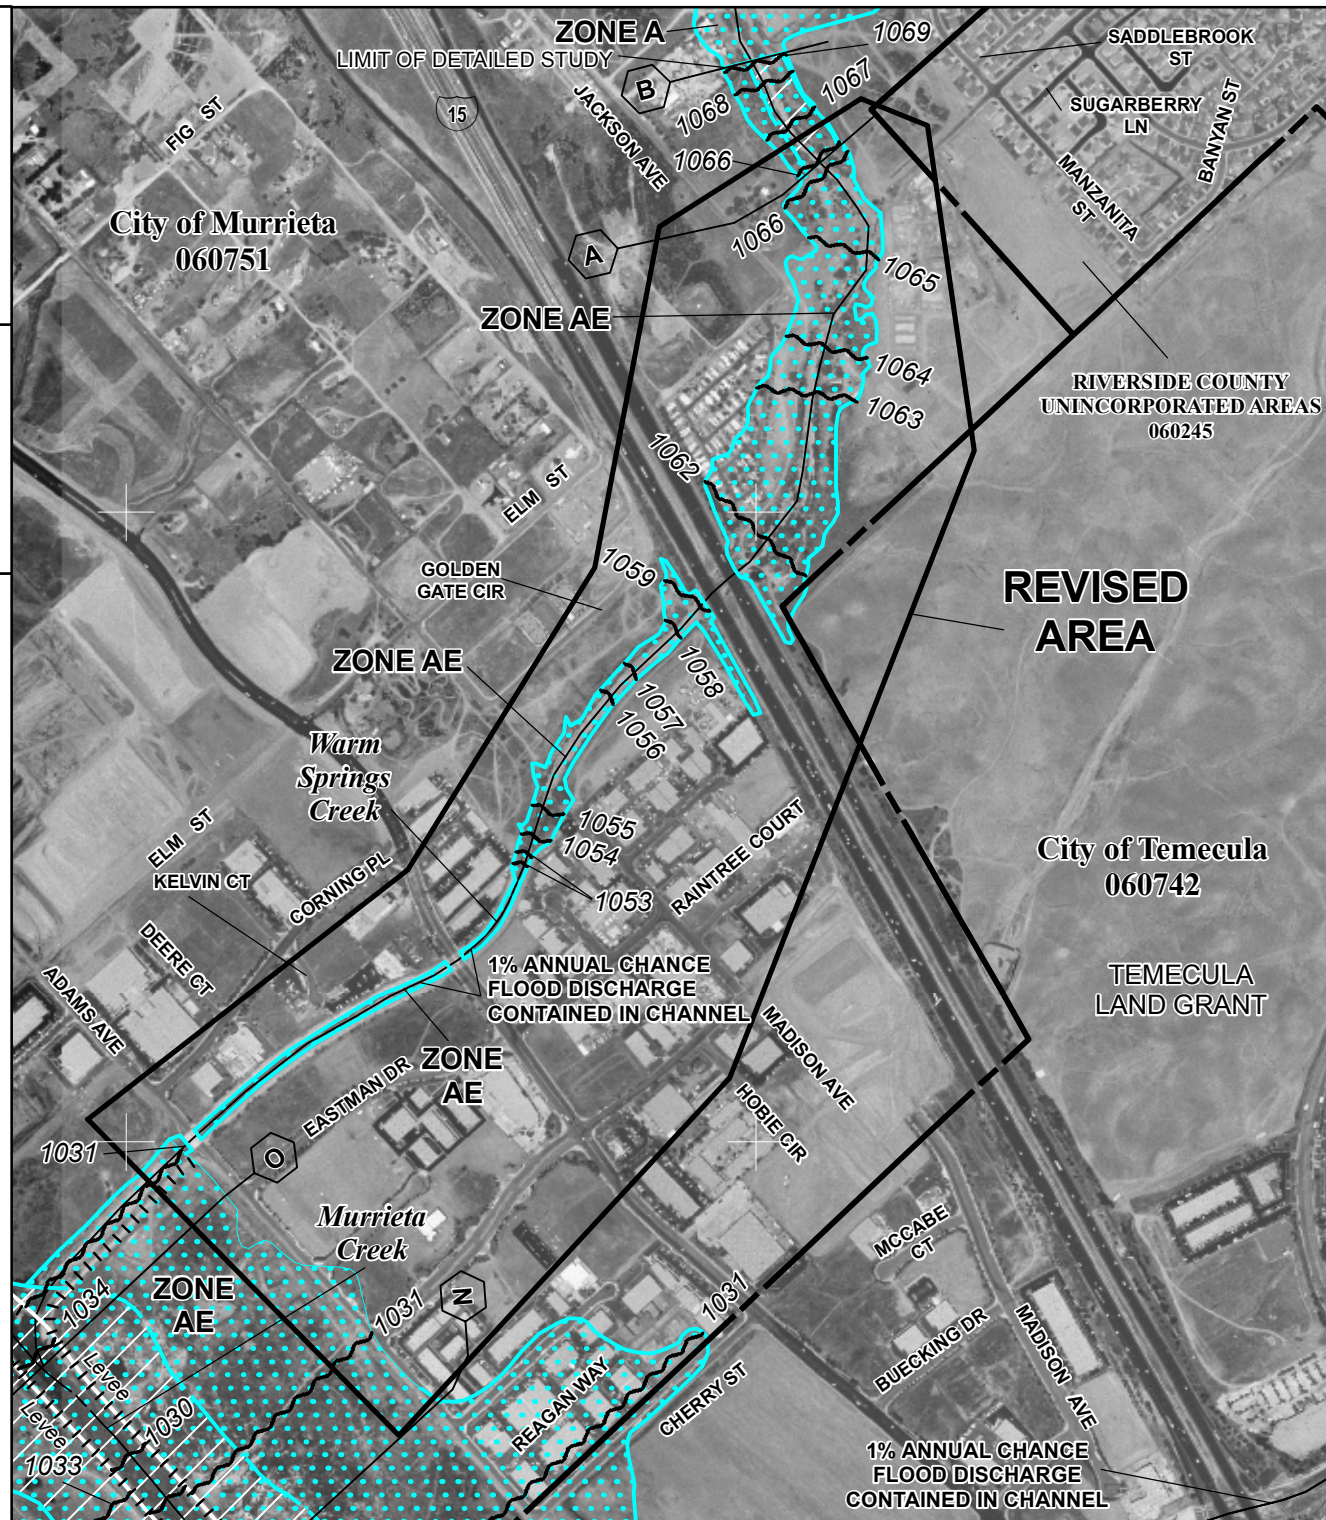 ZONE A
1069
SADDLEBROOK
ST
LIMIT OF DETAILED STUDY
B
1067
JACKSON AVE
1068
SUGARBERRY
LN
BANYAN ST
15
FIG ST
1066
MANZANITA
ST
City of Murrieta
060751
1066
A
1065
ZONE AE
1064
RIVERSIDE COUNTY
UNINCORPORATED AREAS
060245
1063
1062
ELM ST
GOLDEN
GATE CIR
1059
REVISED
AREA
ZONE AE
1058
1057
1056
Warm
Springs
Creek
1055
1054
RAINTREE COURT
ELM ST
KELVIN CT
CORNING PL
1053
City of Temecula
060742
DEERE CT
ADAMS AVE
1% ANNUAL CHANCE
FLOOD DISCHARGE
CONTAINED IN CHANNEL
TEMECULA
LAND GRANT
MADISON AVE
ZONE
AE
EASTMAN DR
HOBIE CIR
1031
O
Murrieta
Creek
MCCABE
CT
ZONE
AE
1034
N
1031
1031
Levee
Levee
1030
1033
REAGAN WAY
CHERRY ST
BUECKING DR
MADISON AVE
1% ANNUAL CHANCE
FLOOD DISCHARGE
CONTAINED IN CHANNEL